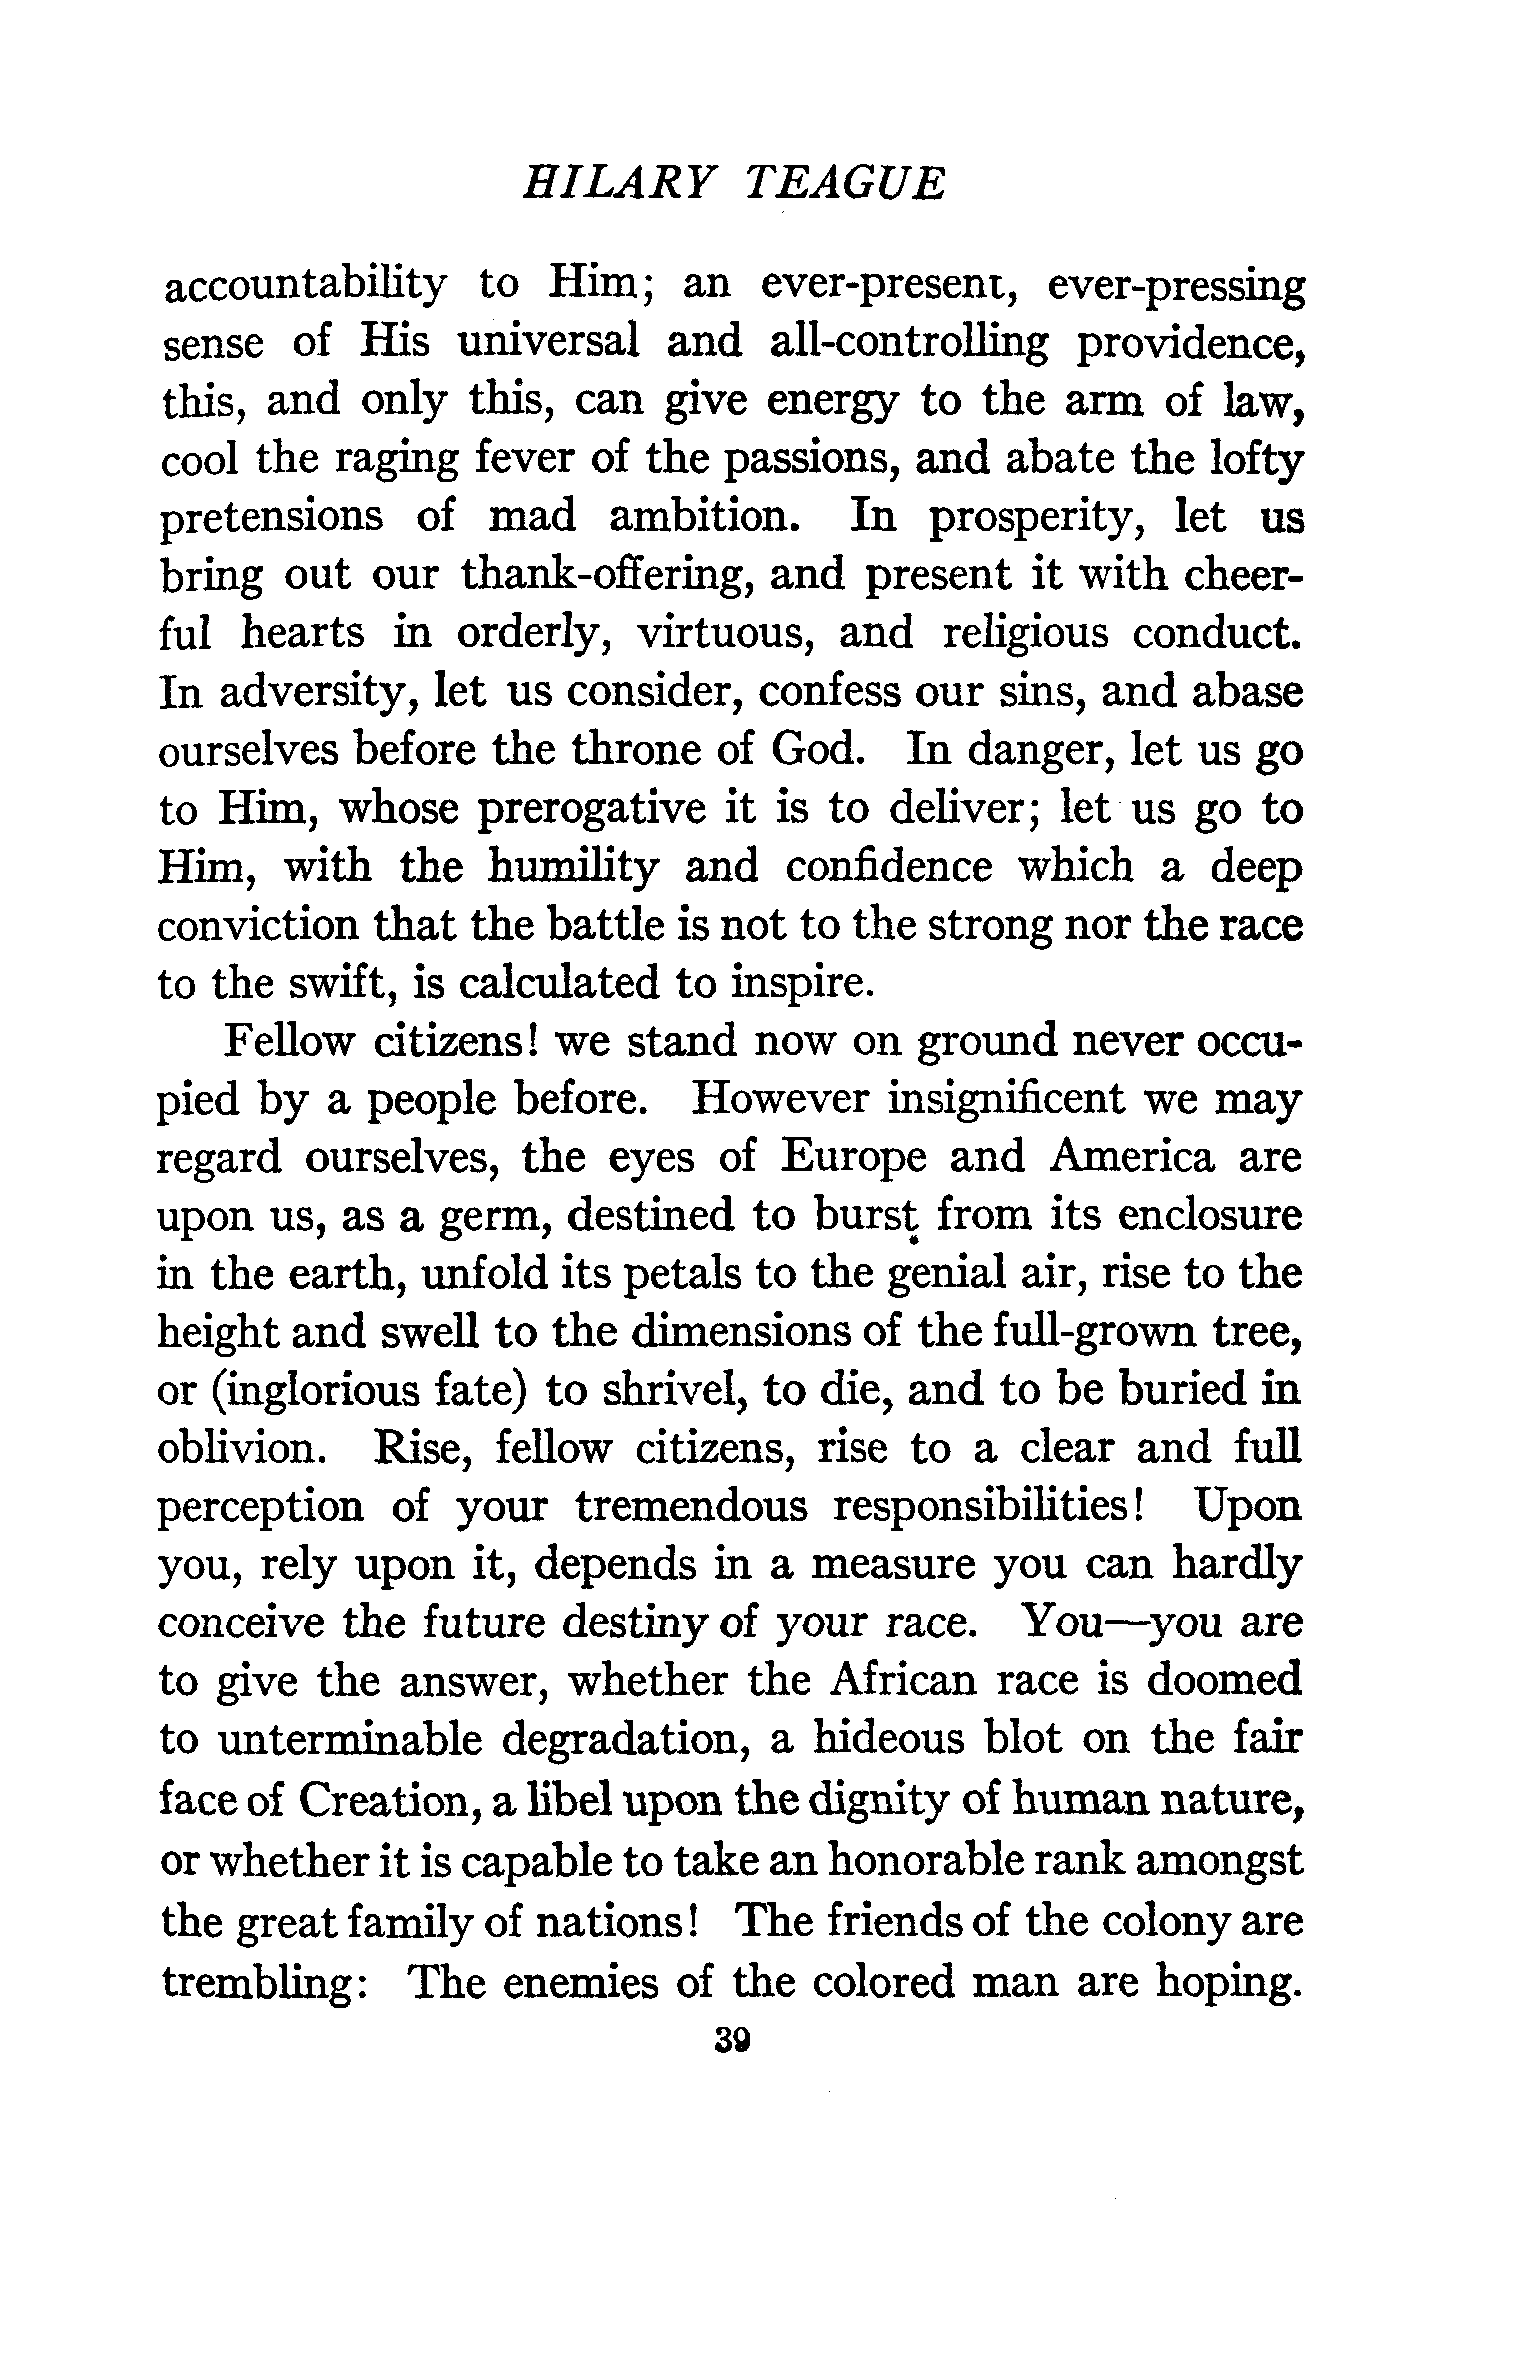 HILARY TEAGUE
accountability to Him; an ever-present, ever-pressing
sense of His universal and all-controlling providence,
this, and only this, can give energy to the arm of law,
cool the raging fever of the passions, and abate the lofty
pretensions of mad ambition. In prosperity, let us
bring out our thank-offering, and present it with cheer-
ful hearts in orderly, virtuous, and religious conduct.
In adversity, let us consider, confess our sins, and abase
ourselves before the throne of God. In danger, let us go
to Him, whose prerogative it is to deliver; let us go to
Him, with the humility and confidence which a deep
conviction that the battle is not to the strong nor the race
to the swift, is calculated to inspire.
Fellow citizens! we stand now on ground never occu-
pied by a people before. However insignificent we may
regard ourselves, the eyes of Europe and America are
upon us, as a germ, destined to burst from its enclosure
in the earth, unfold its petals to the genial air, rise to the
height and swell to the dimensions of the full-grown tree,
or (inglorious fate) to shrivel, to die, and to be buried in
oblivion. Rise, fellow citizens, rise to a clear and full
perception of your tremendous responsibilities! Upon
you, rely upon it, depends in a measure you can hardly
conceive the future destiny of your race. You—you are
to give the answer, whether the African race is doomed
to unterminable degradation, a hideous blot on the fair
face of Creation, a libel upon the dignity of human nature,
or whether it is capable to take an honorable rank amongst
the great family of nations! The friends of the colony are
trembling: The enemies of the colored man are hoping.
39